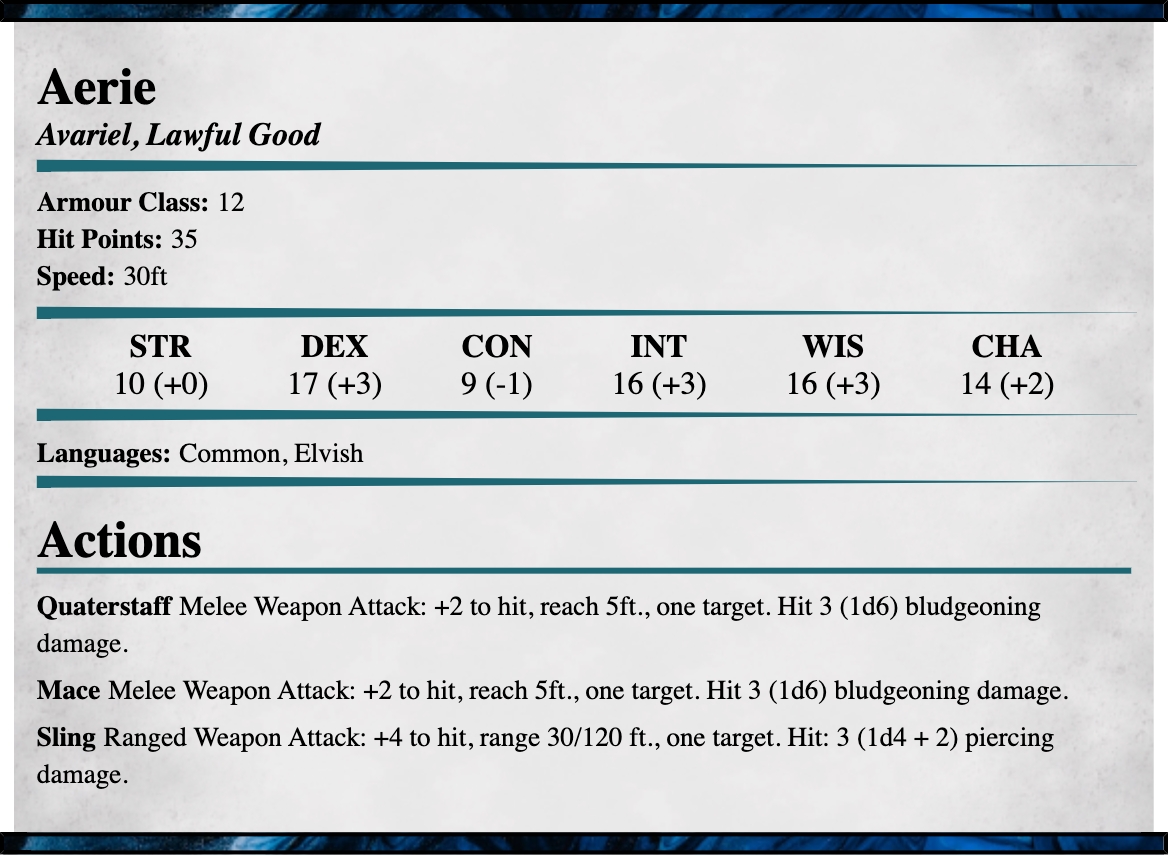 Aerie
Avariel, Lawful Good
Armour Class: 12
Hit Points: 35
Speed: 30ft
STR DEX CON INT WIS CHA
10 (+0) 17 (+3) 9 (-1) 16 (+3) 16 (+3) 14 (+2)
Languages: Common, Elvish
Actions
Quaterstaff Melee Weapon Attack: +2 to hit, reach 5ft., one target. Hit 3 (1d6) bludgeoning
damage.
Mace Melee Weapon Attack: +2 to hit, reach 5ft., one target. Hit 3 (1d6) bludgeoning damage.
Sling Ranged Weapon Attack: +4 to hit, range 30/120 ft., one target. Hit: 3 (1d4 + 2) piercing
damage.